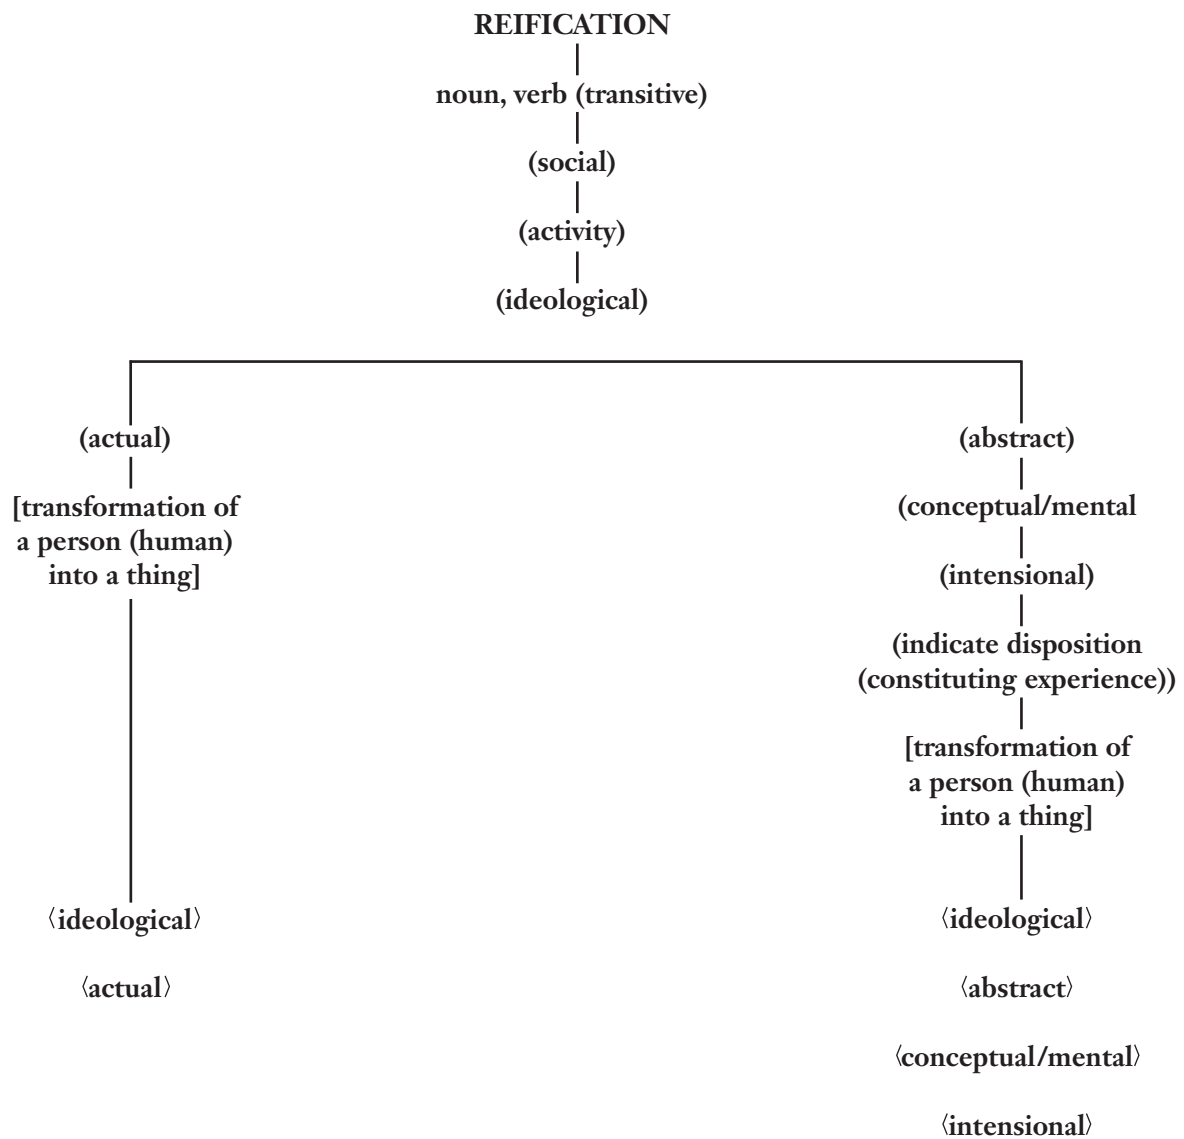 REIFICATION
noun, verb (transitive)
(social)
(activity)
(ideological)
(actual)
[transformation of
a person (human)
into a thing]
〈ideological〉
〈actual〉
(abstract)
(conceptual/mental
(intensional)
(indicate disposition
(constituting experience))
[transformation of
a person (human)
into a thing]
〈ideological〉
〈abstract〉
〈conceptual/mental〉
〈intensional〉